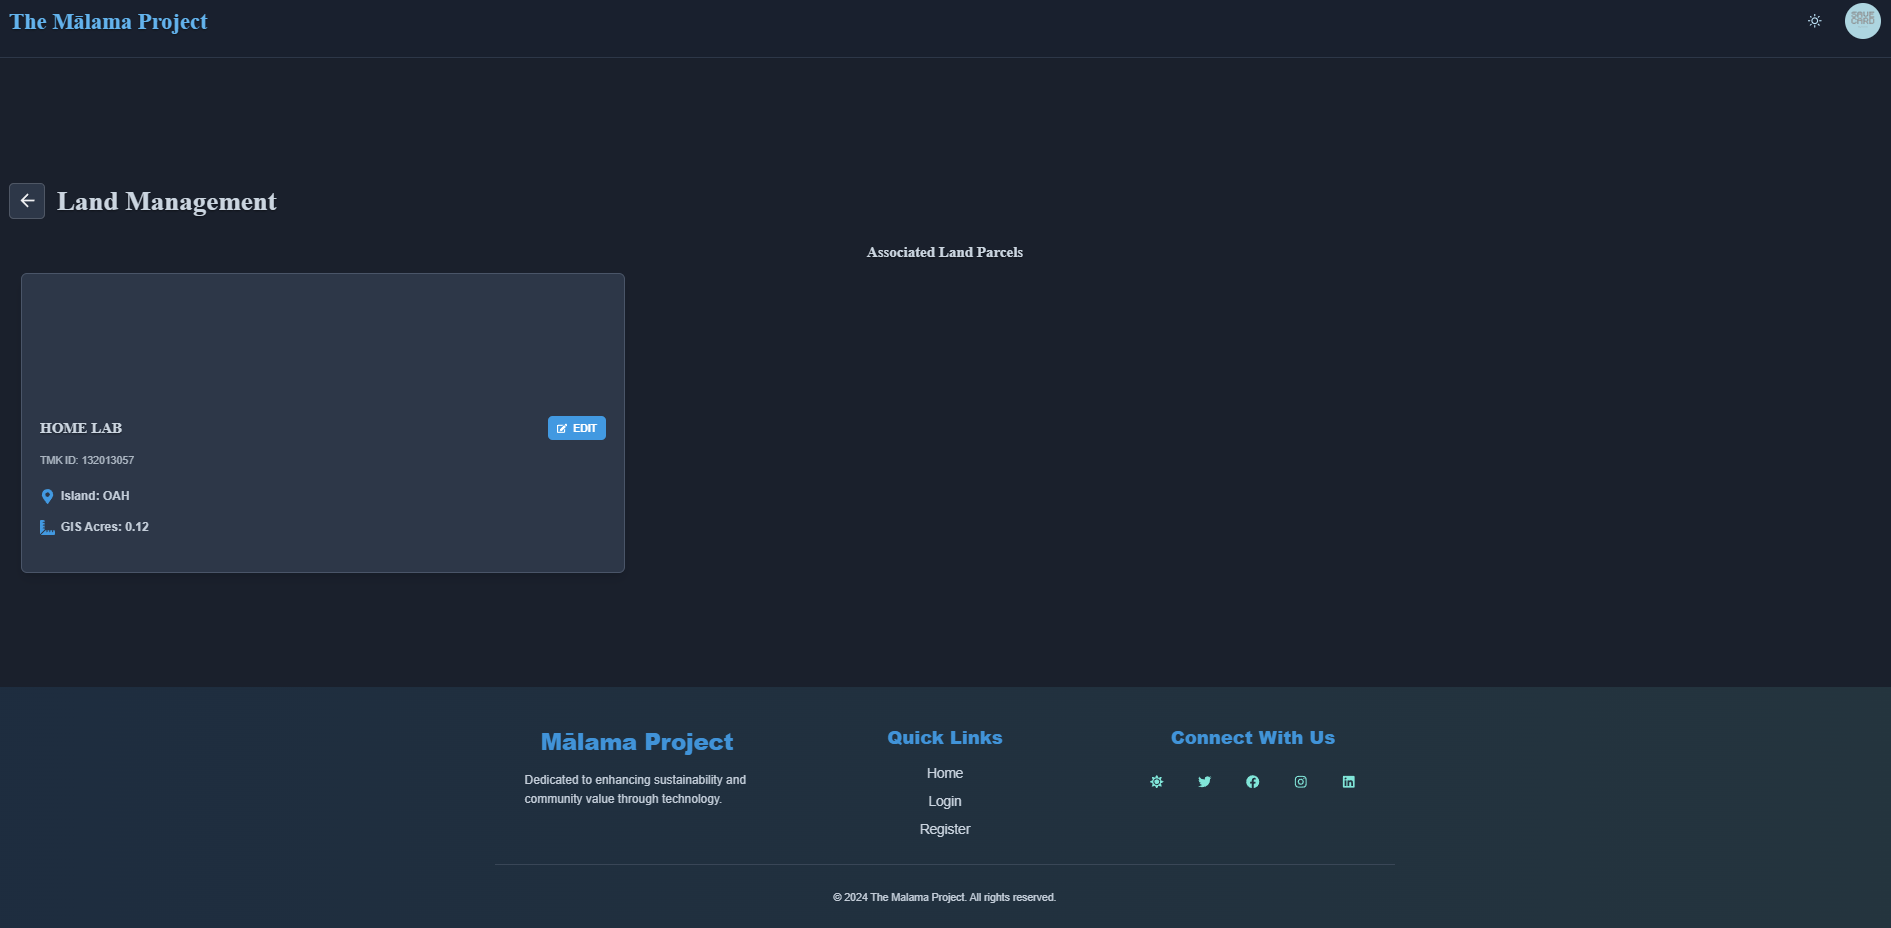 The Mālama Project
SAVE
CARD
Land Management
Associated Land Parcels
HOME LAB
EDIT
TMK ID: 132013057
Island: OAH
GIS Acres: 0.12
Mālama Project
Dedicated to enhancing sustainability and
community value through technology.
Quick Links
Home
Login
Register
Connect With Us
© 2024 The Malama Project. All rights reserved.